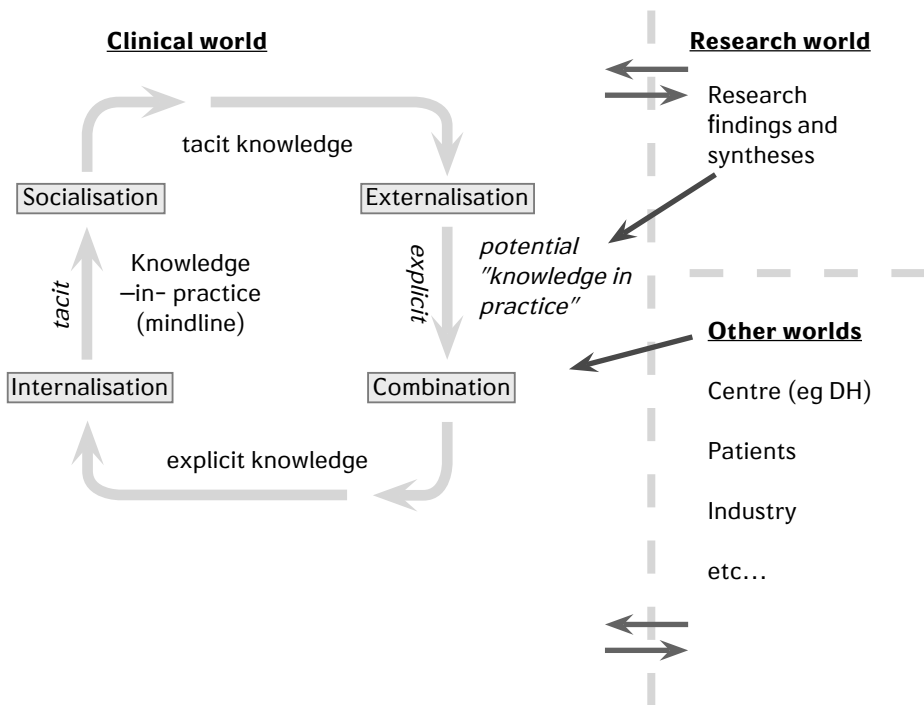 Clinical world
tacit knowledge
Socialisation
Externalisation
tacit
Knowledge
–in- practice
(mindline)
explicit
potential
"knowledge in
practice"
Internalisation
Combination
explicit knowledge
Research world
Research
findings and
syntheses
Other worlds
Centre (eg DH)
Patients
Industry
etc...